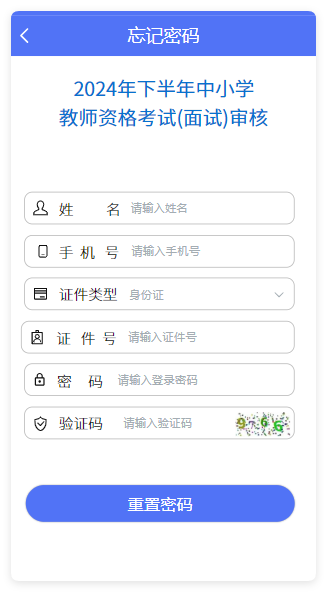 忘记密码
2024年下半年中小学
教师资格考试(面试)审核
姓 名 请输入姓名
手 机 号 请输入手机号
证件类型 身份证
证 件 号 请输入证件号
密 码 请输入登录密码
验证码 请输入验证码
重置密码